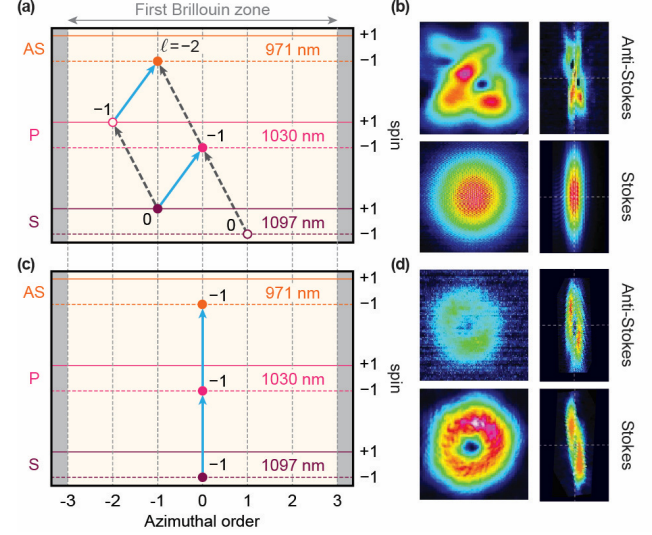 (a)
First Brillouin zone
(b)
AS
ℓ=−2
971 nm
+1
−1
Anti-Stokes
−1
P
−1
1030 nm
+1
−1
spin
S
0
0
1097 nm
+1
−1
Stokes
(c)
(d)
AS
−1
971 nm
+1
−1
Anti-Stokes
P
−1
1030 nm
+1
−1
spin
S
−1
1097 nm
+1
−1
Stokes
-3 -2 -1 0 1 2 3
Azimuthal order